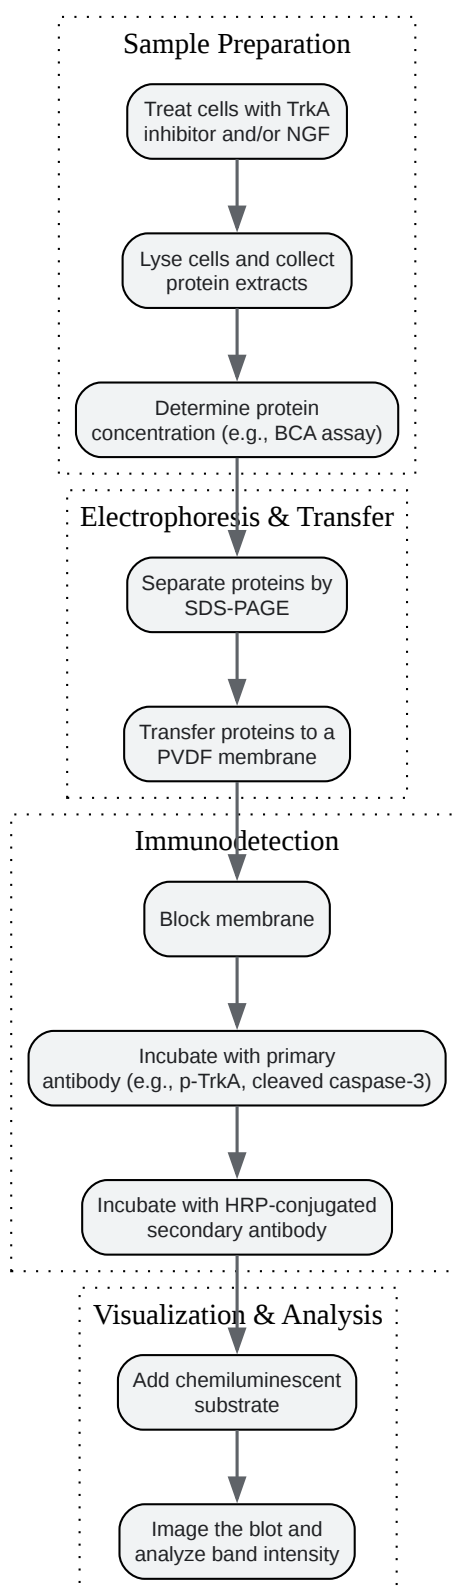 Sample Preparation
Treat cells with TrkA
inhibitor and/or NGF
Lyse cells and collect
protein extracts
Determine protein
concentration (e.g., BCA assay)
Electrophoresis & Transfer
Separate proteins by
SDS-PAGE
Transfer proteins to a
PVDF membrane
Immunodetection
Block membrane
Incubate with primary
antibody (e.g., p-TrkA, cleaved caspase-3)
Incubate with HRP-conjugated
secondary antibody
Visualization & Analysis
Add chemiluminescent
substrate
Image the blot and
analyze band intensity